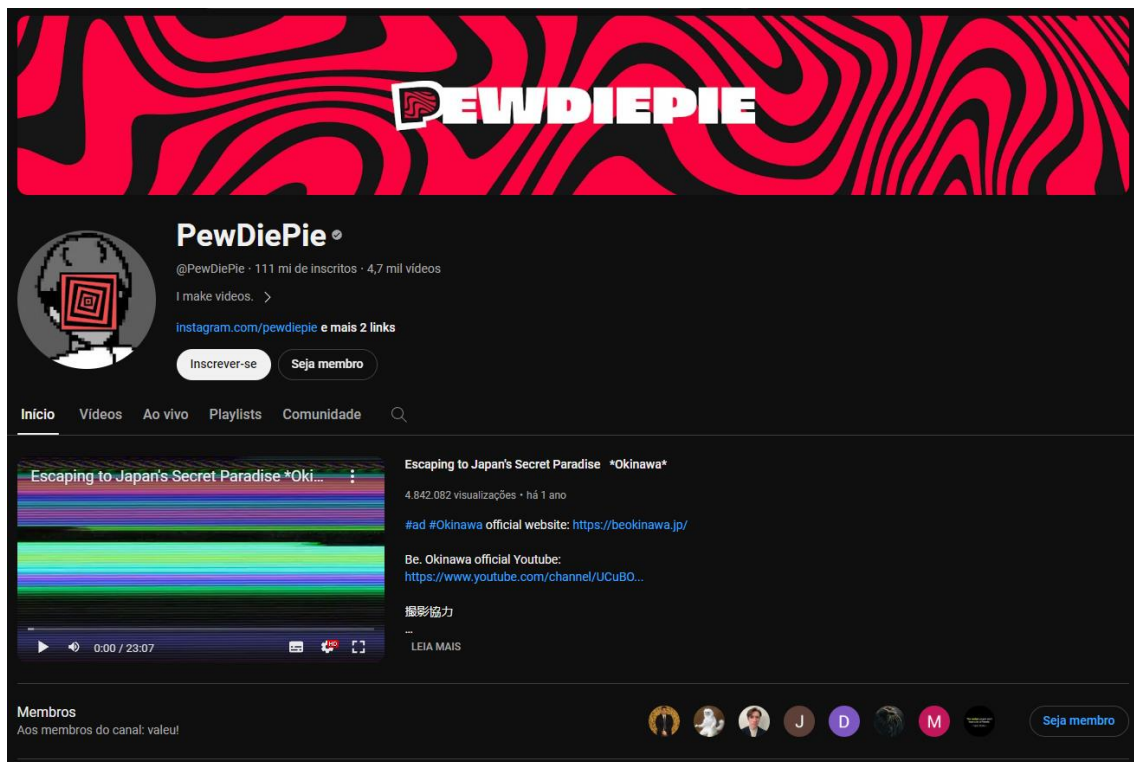 PEWDIEPIE
PewDiePie
@PewDiePie · 111 mi de inscritos · 4,7 mil vídeos
I make videos.
instagram.com/pewdiepie e mais 2 links
Inscrever-se Seja membro
Início Vídeos Ao vivo Playlists Comunidade
Escaping to Japan's Secret Paradise *Oki...
0:00 / 23:07
HD
Escaping to Japan's Secret Paradise *Okinawa*
4.842.082 visualizações • há 1 ano
#ad #Okinawa official website: https://beokinawa.jp/
Be. Okinawa official Youtube:
https://www.youtube.com/channel/UCuBO...
撮影協力
...
LEIA MAIS
Membros
Aos membros do canal: valeu!
J D M
Seja membro